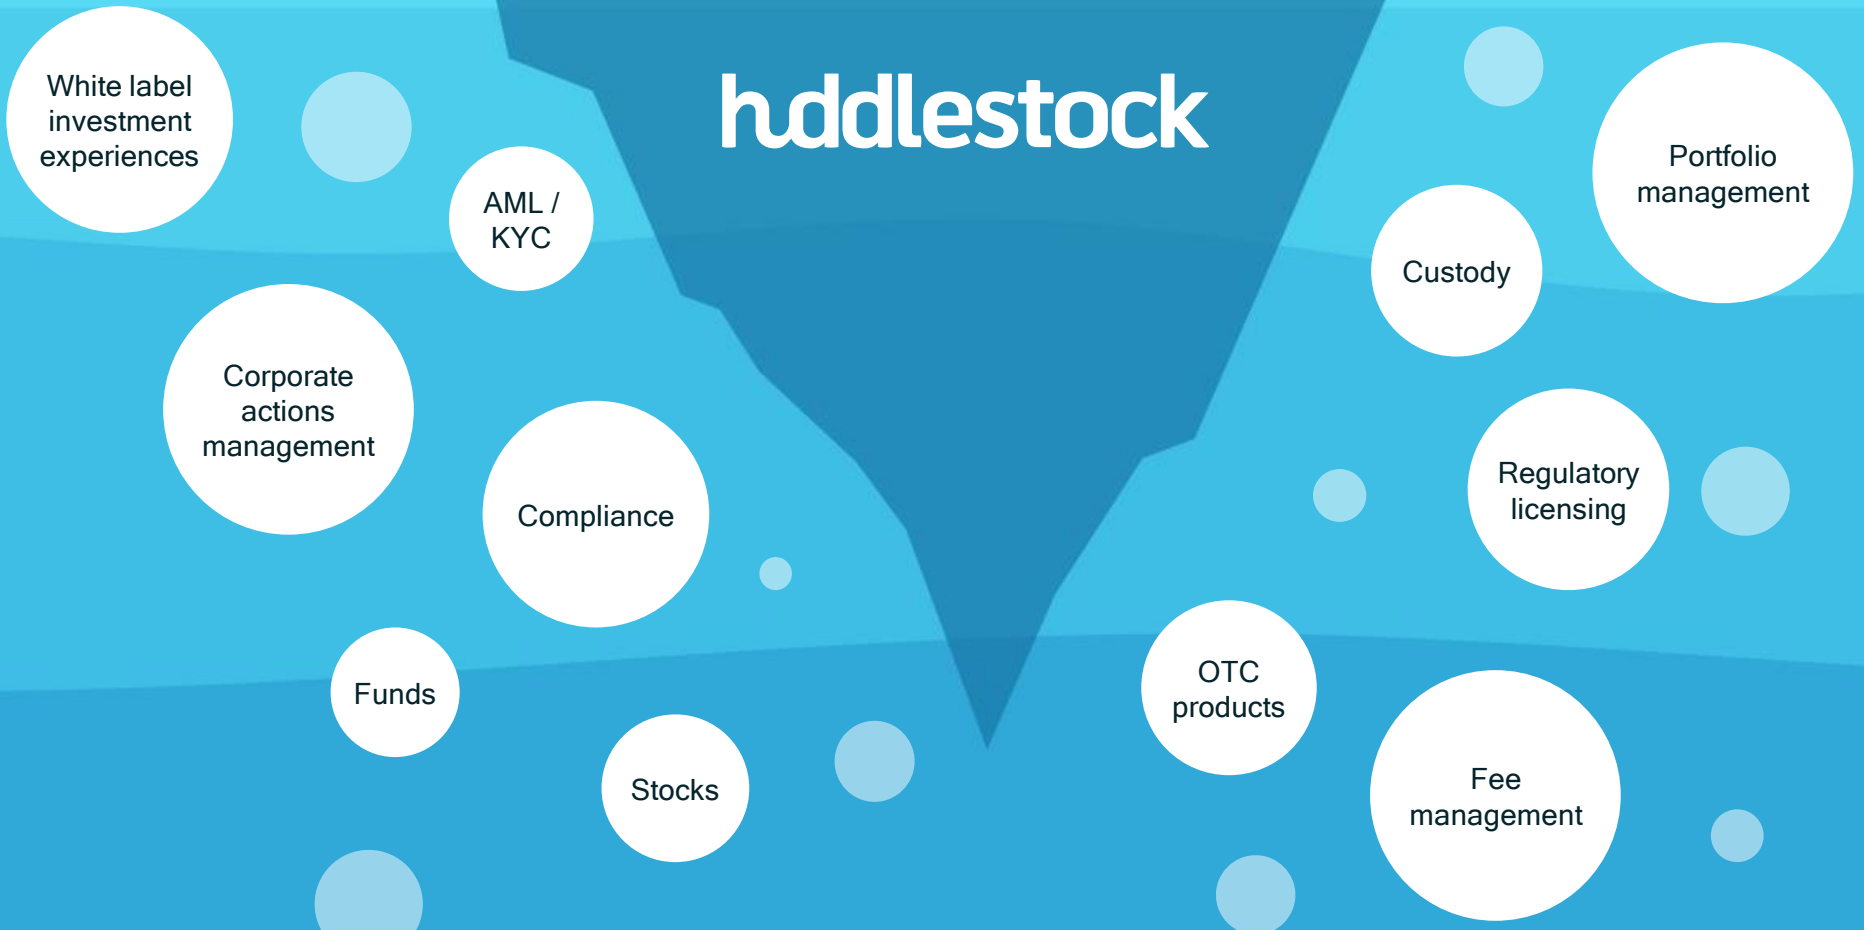 huddlestock
White label
investment
experiences
AML /
KYC
Corporate
actions
management
Compliance
Funds
Stocks
Portfolio
management
Custody
Regulatory
licensing
OTC
products
Fee
management